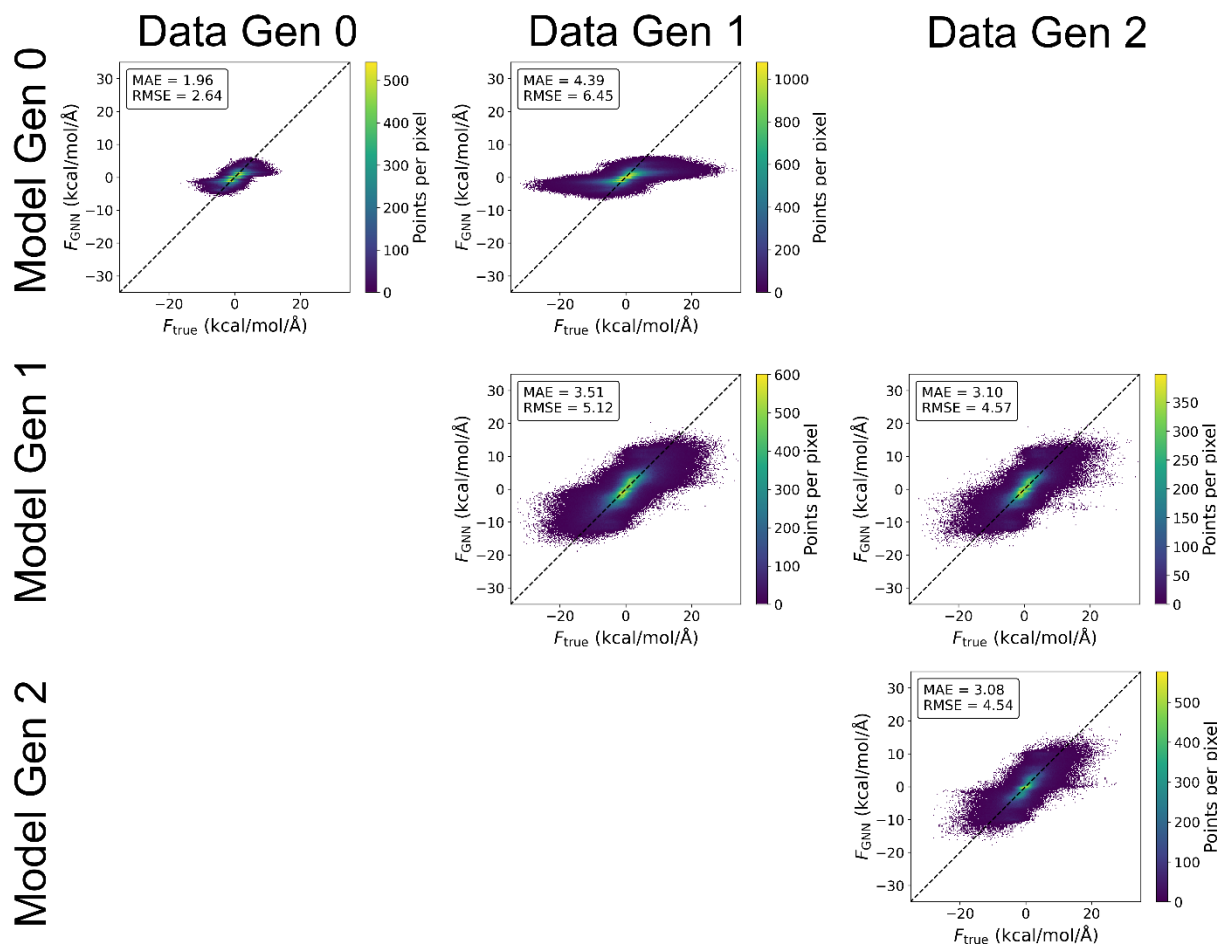 Data Gen 0
Data Gen 1
Data Gen 2
Model Gen 0
MAE = 1.96
RMSE = 2.64
30
20
10
0
−10
−20
−30
F_GNN (kcal/mol/Å)
−20 0 20
F_true (kcal/mol/Å)
500
400
300
200
100
0
Points per pixel
MAE = 4.39
RMSE = 6.45
30
20
10
0
−10
−20
−30
F_GNN (kcal/mol/Å)
−20 0 20
F_true (kcal/mol/Å)
1000
800
600
400
200
0
Points per pixel
Model Gen 1
MAE = 3.51
RMSE = 5.12
30
20
10
0
−10
−20
−30
F_GNN (kcal/mol/Å)
−20 0 20
F_true (kcal/mol/Å)
600
500
400
300
200
100
0
Points per pixel
MAE = 3.10
RMSE = 4.57
30
20
10
0
−10
−20
−30
F_GNN (kcal/mol/Å)
−20 0 20
F_true (kcal/mol/Å)
350
300
250
200
150
100
50
0
Points per pixel
Model Gen 2
MAE = 3.08
RMSE = 4.54
30
20
10
0
−10
−20
−30
F_GNN (kcal/mol/Å)
−20 0 20
F_true (kcal/mol/Å)
500
400
300
200
100
0
Points per pixel